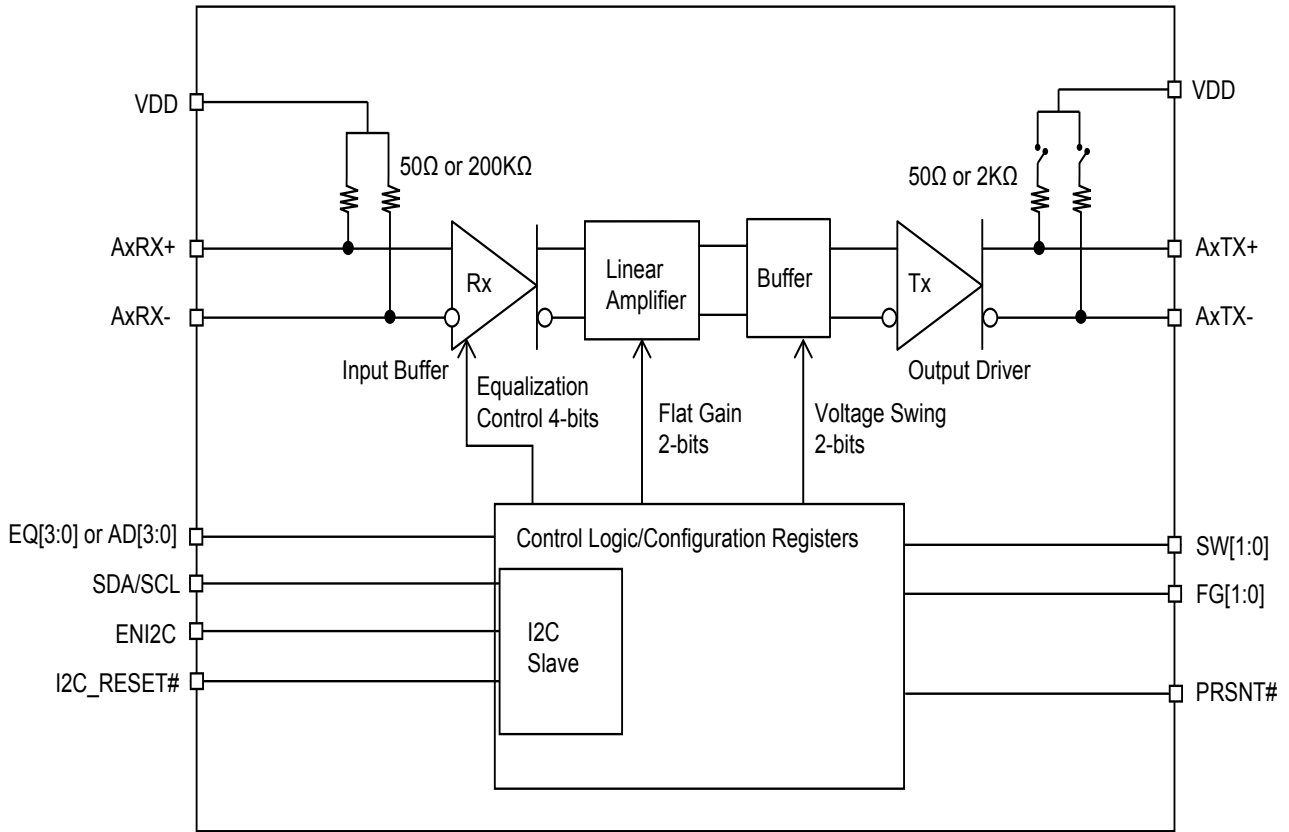 VDD
VDD
50Ω or 200KΩ
50Ω or 2KΩ
AxRX+
AxRX-
Rx
Linear
Amplifier
Buffer
Tx
AxTX+
AxTX-
Input Buffer
Output Driver
Equalization
Control 4-bits
Flat Gain
2-bits
Voltage Swing
2-bits
EQ[3:0] or AD[3:0]
SDA/SCL
ENI2C
I2C_RESET#
Control Logic/Configuration Registers
I2C
Slave
SW[1:0]
FG[1:0]
PRSNT#